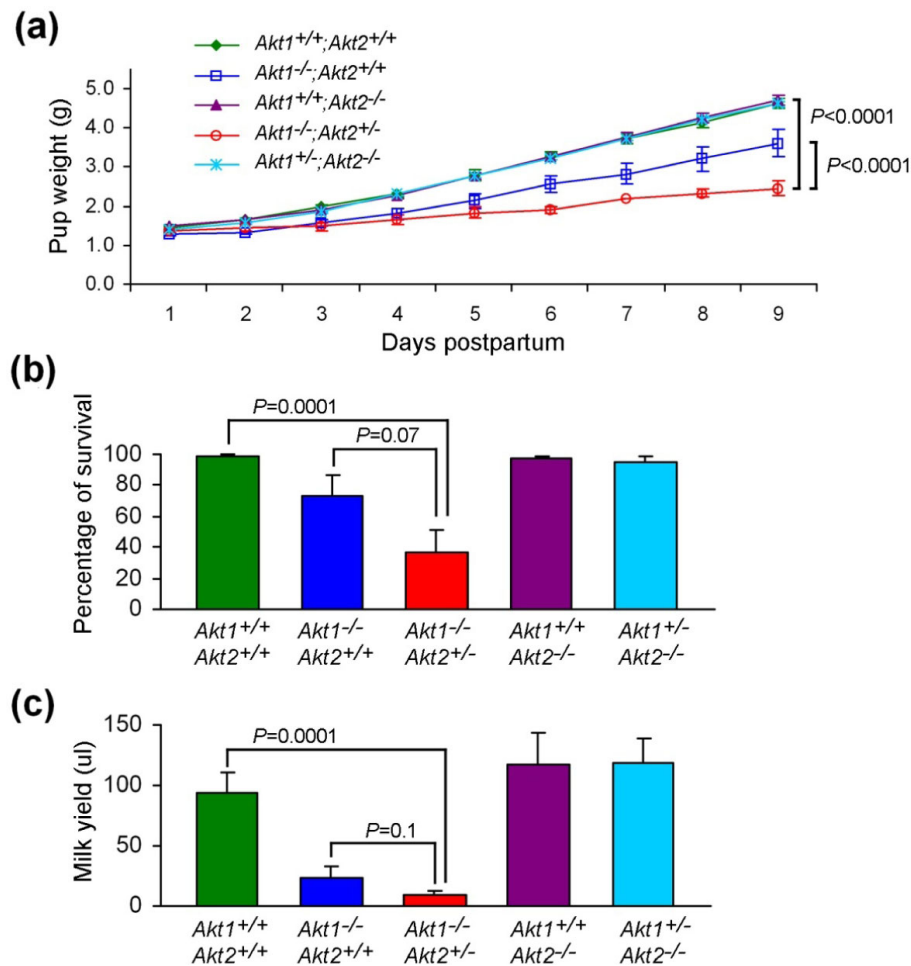 (a)
Akt1+/+;Akt2+/+
Akt1-/-;Akt2+/+
Akt1+/+;Akt2-/-
Akt1-/-;Akt2+/-
Akt1+/-;Akt2-/-
Pup weight (g)
5.0
4.0
3.0
2.0
1.0
0.0
P<0.0001
P<0.0001
1 2 3 4 5 6 7 8 9
Days postpartum
(b)
Percentage of survival
100
80
60
40
20
0
P=0.0001
P=0.07
Akt1+/+ Akt1-/- Akt1-/- Akt1+/+ Akt1+/-
Akt2+/+ Akt2+/+ Akt2+/- Akt2-/- Akt2-/-
(c)
Milk yield (ul)
150
100
50
0
P=0.0001
P=0.1
Akt1+/+ Akt1-/- Akt1-/- Akt1+/+ Akt1+/-
Akt2+/+ Akt2+/+ Akt2+/- Akt2-/- Akt2-/-